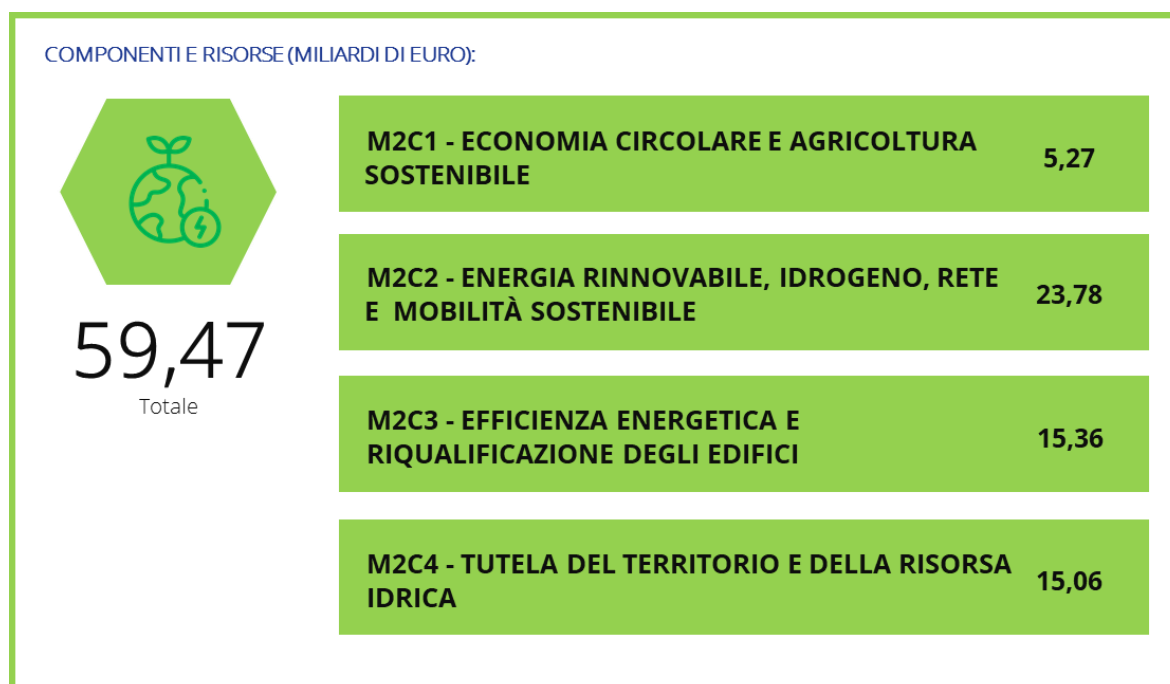 COMPONENTI E RISORSE (MILIARDI DI EURO):
59,47
Totale
M2C1 - ECONOMIA CIRCOLARE E AGRICOLTURA
SOSTENIBILE
5,27
M2C2 - ENERGIA RINNOVABILE, IDROGENO, RETE
E MOBILITÀ SOSTENIBILE
23,78
M2C3 - EFFICIENZA ENERGETICA E
RIQUALIFICAZIONE DEGLI EDIFICI
15,36
M2C4 - TUTELA DEL TERRITORIO E DELLA RISORSA
IDRICA
15,06